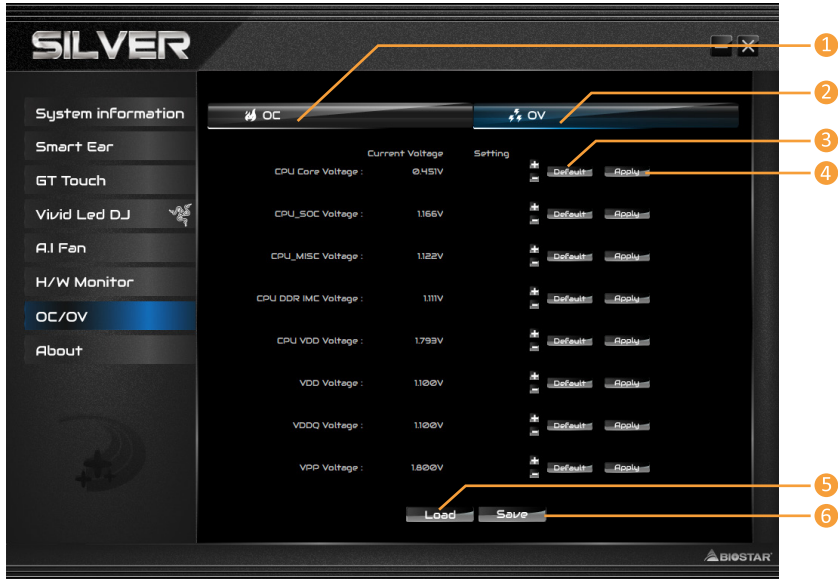 SILVER
1
OC
OV
2
System information
Smart Ear
GT Touch
Vivid Led DJ
A.I Fan
H/W Monitor
OC/OV
About
Current Voltage Setting
3
CPU Core Voltage : 0.451V + - Default Apply
4
CPU_SOC Voltage : 1.166V + - Default Apply
CPU_MISC Voltage : 1.122V + - Default Apply
CPU DDR IMC Voltage : 1.111V + - Default Apply
CPU VDD Voltage : 1.793V + - Default Apply
VDD Voltage : 1.100V + - Default Apply
VDDQ Voltage : 1.100V + - Default Apply
VPP Voltage : 1.800V + - Default Apply
5
Load Save
6
BIOSTAR